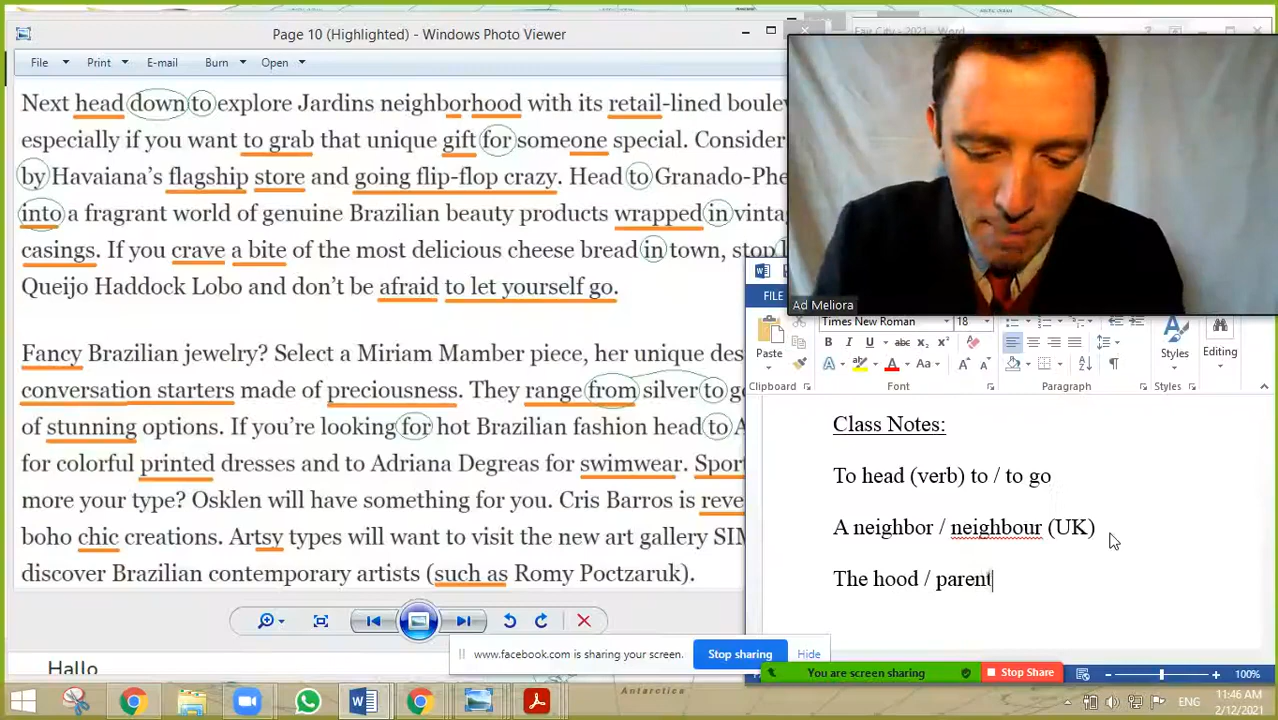 Page 10 (Highlighted) - Windows Photo Viewer
File Print E-mail Burn Open
Next head down to explore Jardins neighborhood with its retail-lined boule
especially if you want to grab that unique gift for someone special. Consider
by Havaiana's flagship store and going flip-flop crazy. Head to Granado-Phe
into a fragrant world of genuine Brazilian beauty products wrapped in vinta
casings. If you crave a bite of the most delicious cheese bread in town, stop
Queijo Haddock Lobo and don't be afraid to let yourself go.
Fancy Brazilian jewelry? Select a Miriam Mamber piece, her unique des
conversation starters made of preciousness. They range from silver to go
of stunning options. If you're looking for hot Brazilian fashion head to A
for colorful printed dresses and to Adriana Degreas for swimwear. Sport
more your type? Osklen will have something for you. Cris Barros is reve
boho chic creations. Artsy types will want to visit the new art gallery SIM
discover Brazilian contemporary artists (such as Romy Poctzaruk).
Fair City - 2021 -
Ad Meliora
FILE
Times New Roman 18
Paste
B I U abc X₂ X²
Styles
Editing
Clipboard Font Paragraph Styles
Class Notes:
To head (verb) to / to go
A neighbor / neighbour (UK)
The hood / parent
www.facebook.com is sharing your screen. Stop sharing Hide
Hallo
You are screen sharing Stop Share
100%
Antarctica
ENG
11:46 AM
2/12/2021